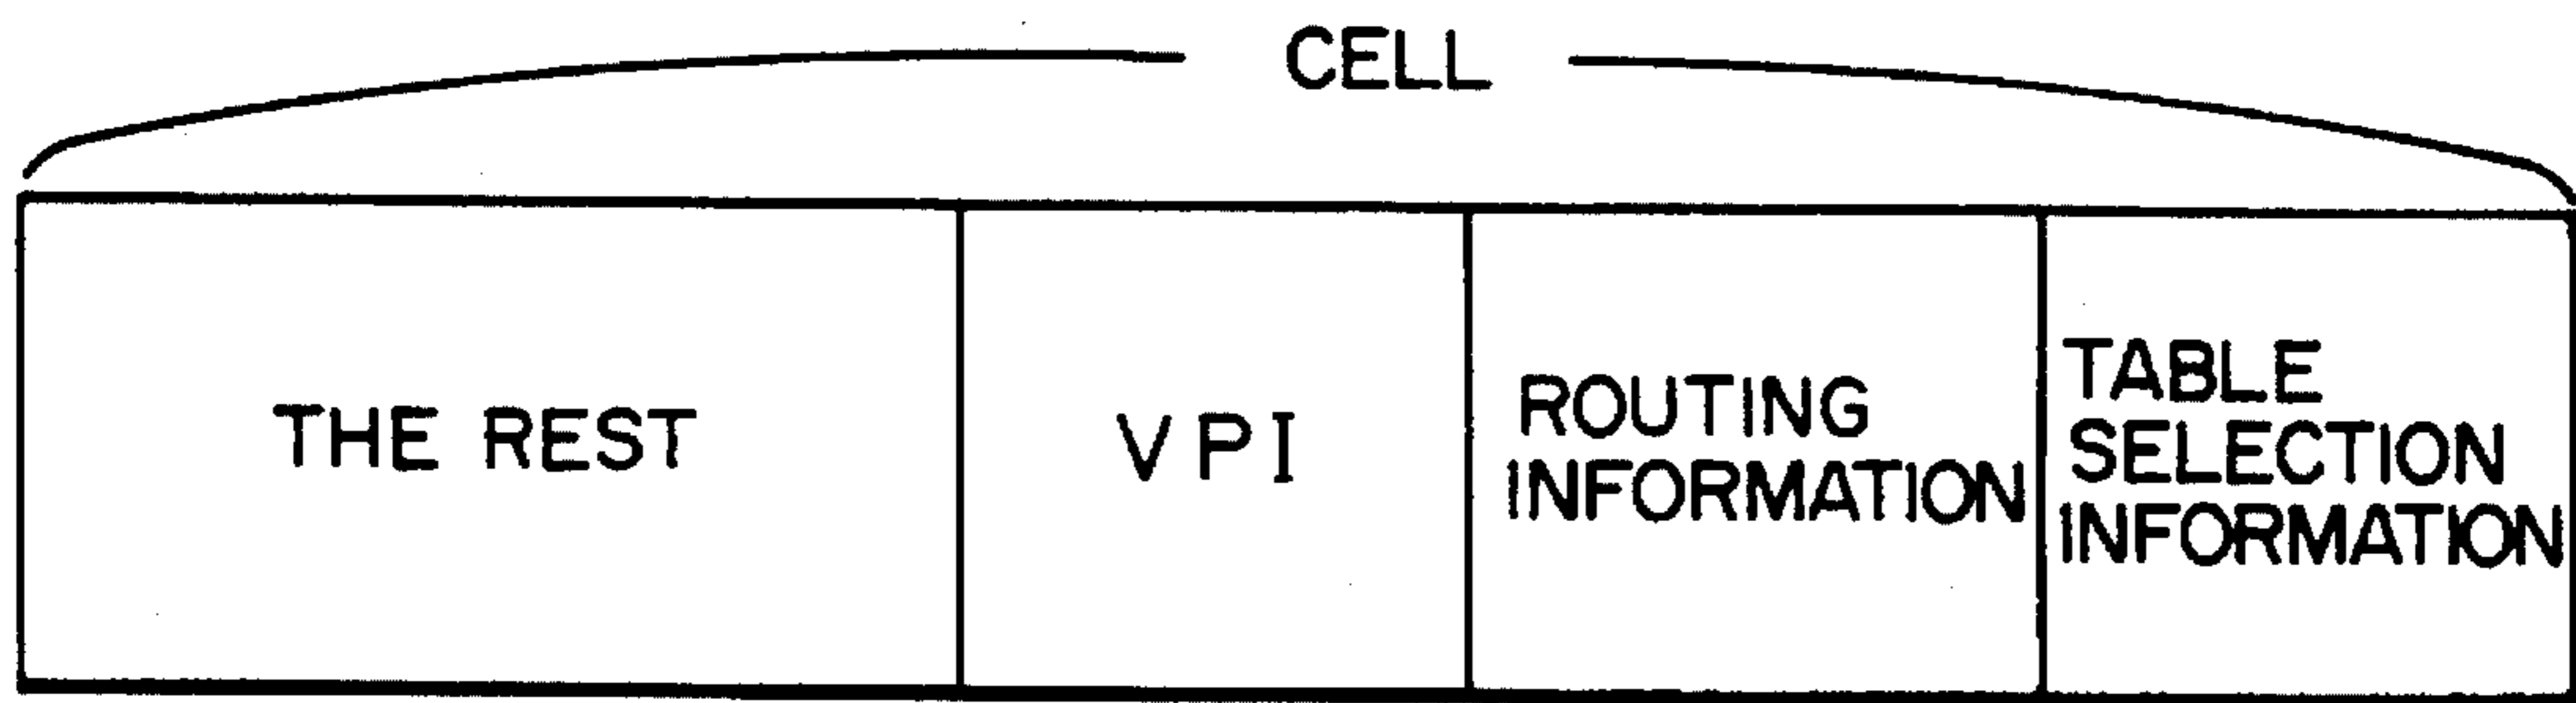 CELL
THE REST
VPI
ROUTING
INFORMATION
TABLE
SELECTION
INFORMATION